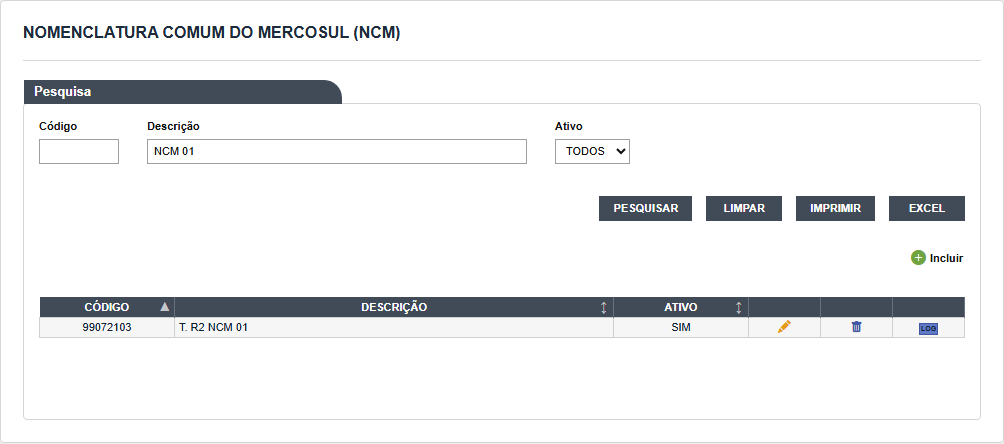 NOMENCLATURA COMUM DO MERCOSUL (NCM)
Pesquisa
Código Descrição Ativo
NCM 01 TODOS
PESQUISAR LIMPAR IMPRIMIR EXCEL
Incluir
CÓDIGO DESCRIÇÃO ATIVO
99072103 T. R2 NCM 01 SIM LOG